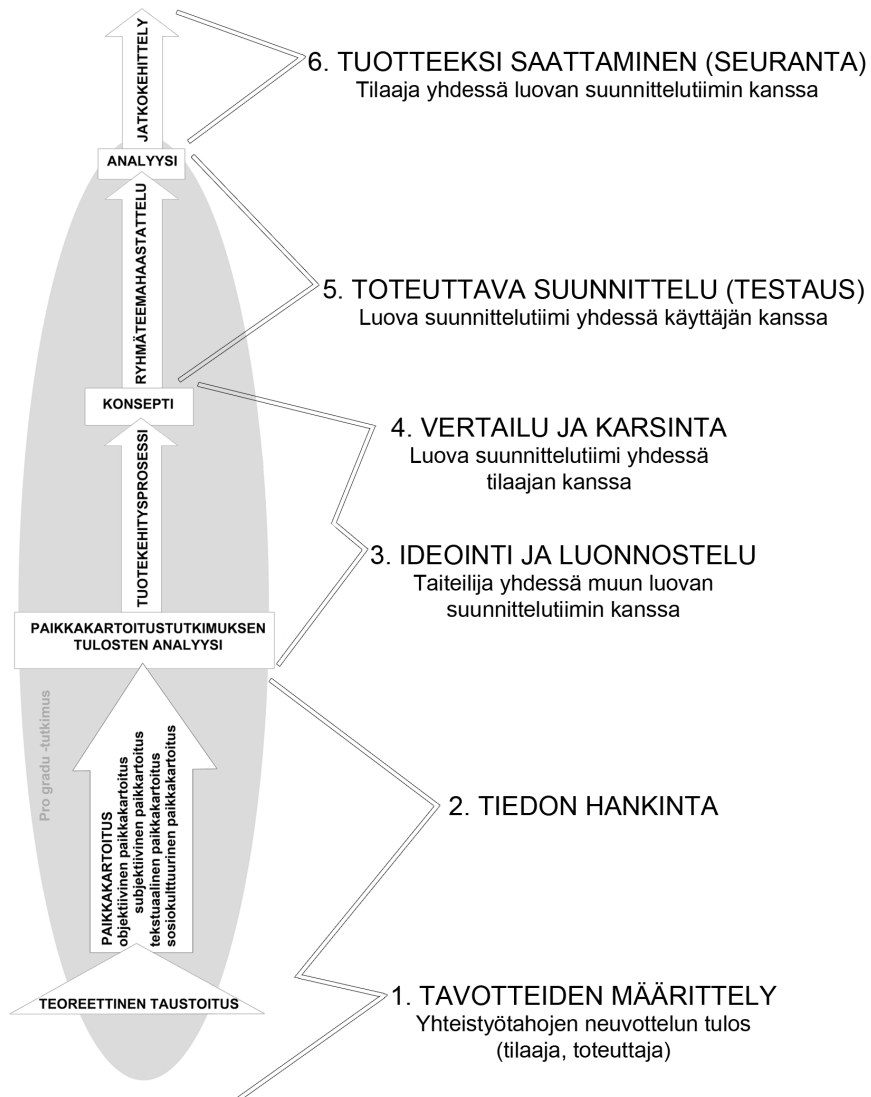 6. TUOTTEEKSI SAATTAMINEN (SEURANTA)
Tilaaja yhdessä luovan suunnittelutiimin kanssa
JATKOKEHITTELY
ANALYYSI
RYHMÄTEEMAHAASTATTELU
5. TOTEUTTAVA SUUNNITTELU (TESTAUS)
Luova suunnittelutiimi yhdessä käyttäjän kanssa
KONSEPTI
4. VERTAILU JA KARSINTA
Luova suunnittelutiimi yhdessä
tilaajan kanssa
TUOTEKEHITYSPROSESSI
3. IDEOINTI JA LUONNOSTELU
Taiteilija yhdessä muun luovan
suunnittelutiimin kanssa
PAIKKAKARTOITUSTUTKIMUKSEN
TULOSTEN ANALYYSI
Pro gradu -tutkimus
PAIKKAKARTOITUS
objektiivinen paikkakartoitus
subjektiivinen paikkakartoitus
tekstuaalinen paikkakartoitus
sosiokulttuurinen paikkakartoitus
2. TIEDON HANKINTA
TEOREETTINEN TAUSTOITUS
1. TAVOTTEIDEN MÄÄRITTELY
Yhteistyötahojen neuvottelun tulos
(tilaaja, toteuttaja)